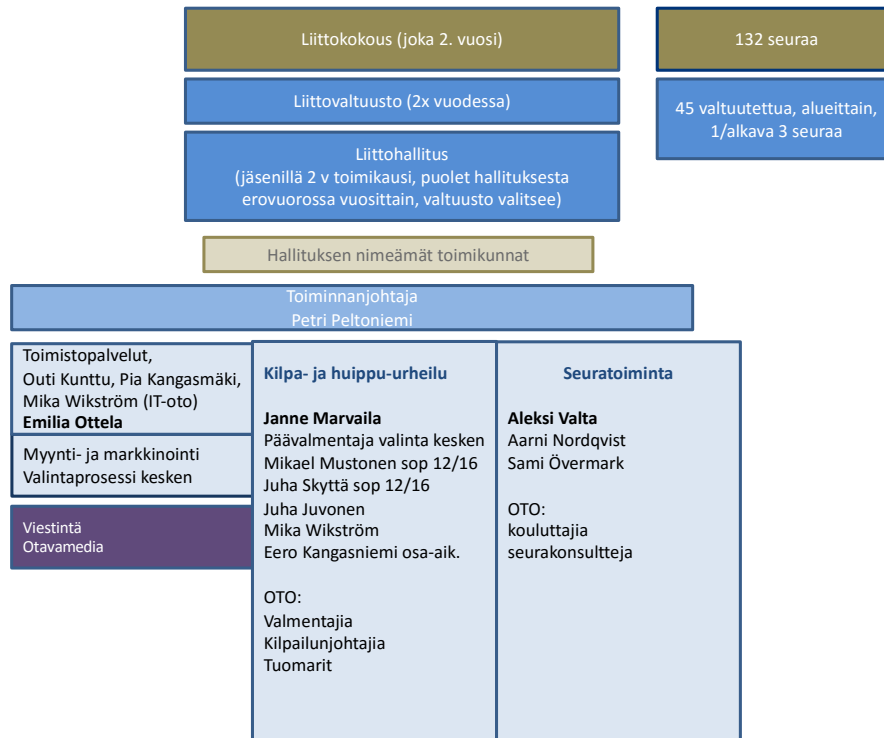 Liittokokous (joka 2. vuosi)
132 seuraa
Liittovaltuusto (2x vuodessa)
45 valtuutettua, alueittain,
1/alkava 3 seuraa
Liittohallitus
(jäsenillä 2 v toimikausi, puolet hallituksesta
erovuorossa vuosittain, valtuusto valitsee)
Hallituksen nimeämät toimikunnat
Toiminnanjohtaja
Petri Peltoniemi
Toimistopalvelut,
Outi Kunttu, Pia Kangasmäki,
Mika Wikström (IT-oto)
Emilia Ottela
Myynti- ja markkinointi
Valintaprosessi kesken
Viestintä
Otavamedia
Kilpa- ja huippu-urheilu
Janne Marvaila
Päävalmentaja valinta kesken
Mikael Mustonen sop 12/16
Juha Skyttä sop 12/16
Juha Juvonen
Mika Wikström
Eero Kangasniemi osa-aik.
OTO:
Valmentajia
Kilpailunjohtajia
Tuomarit
Seuratoiminta
Aleksi Valta
Aarni Nordqvist
Sami Övermark
OTO:
kouluttajia
seurakonsultteja